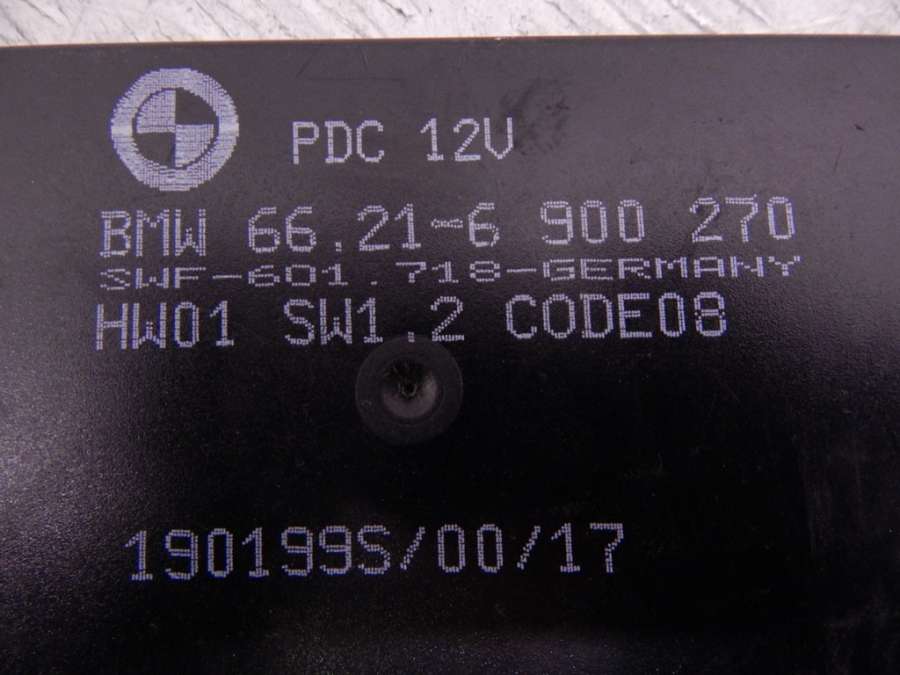 PDC 12V
BMW 66.21-6 900 270
SWF-601.718-GERMANY
HW01 SW1.2 CODE08
190199S/00/17